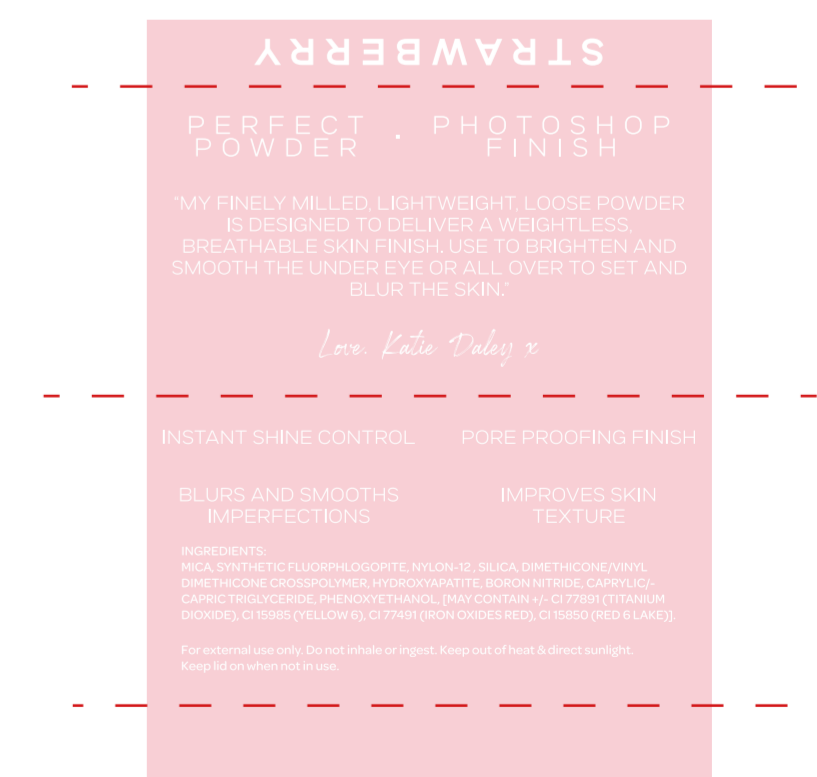 STRAWBERRY
PERFECT POWDER . PHOTOSHOP FINISH
"MY FINELY MILLED, LIGHTWEIGHT, LOOSE POWDER
IS DESIGNED TO DELIVER A WEIGHTLESS,
BREATHABLE SKIN FINISH. USE TO BRIGHTEN AND
SMOOTH THE UNDER EYE OR ALL OVER TO SET AND
BLUR THE SKIN."
Love, Katie Daley x
INSTANT SHINE CONTROL
PORE PROOFING FINISH
BLURS AND SMOOTHS
IMPERFECTIONS
IMPROVES SKIN
TEXTURE
INGREDIENTS:
MICA, SYNTHETIC FLUORPHLOGOPITE, NYLON-12 , SILICA, DIMETHICONE/VINYL
DIMETHICONE CROSSPOLYMER, HYDROXYAPATITE, BORON NITRIDE, CAPRYLIC/-
CAPRIC TRIGLYCERIDE, PHENOXYETHANOL, [MAY CONTAIN +/- CI 77891 (TITANIUM
DIOXIDE), CI 15985 (YELLOW 6), CI 77491 (IRON OXIDES RED), CI 15850 (RED 6 LAKE)].
For external use only. Do not inhale or ingest. Keep out of heat & direct sunlight.
Keep lid on when not in use.